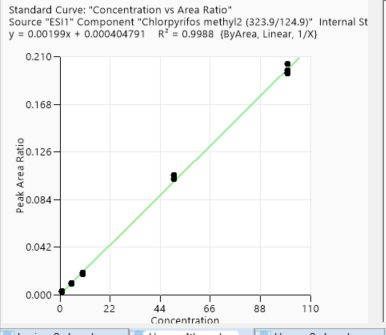 Standard Curve: "Concentration vs Area Ratio"
Source "ESI1" Component "Chlorpyrifos methyl2 (323.9/124.9)" Internal St
y = 0.00199x + 0.000404791 R² = 0.9988 {ByArea, Linear, 1/X}
0.210
0.168
0.126
0.084
0.042
0.000
Peak Area Ratio
0 22 44 66 88 110
Concentration